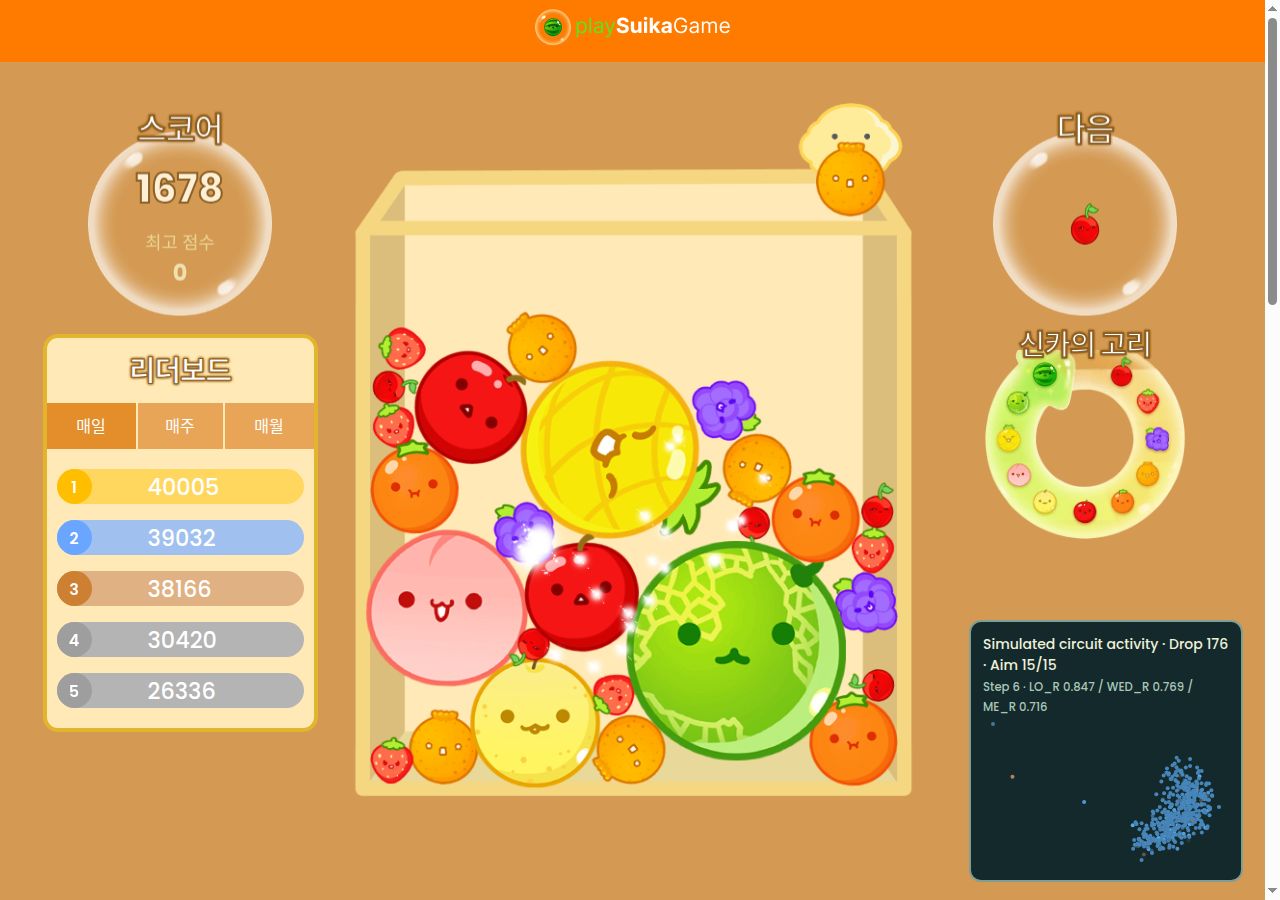 playSuikaGame
스코어
1678
최고 점수
0
다음
신카의 고리
리더보드
매일 매주 매월
1 40005
2 39032
3 38166
4 30420
5 26336
Simulated circuit activity · Drop 176
· Aim 15/15
Step 6 · LO_R 0.847 / WED_R 0.769 /
ME_R 0.716